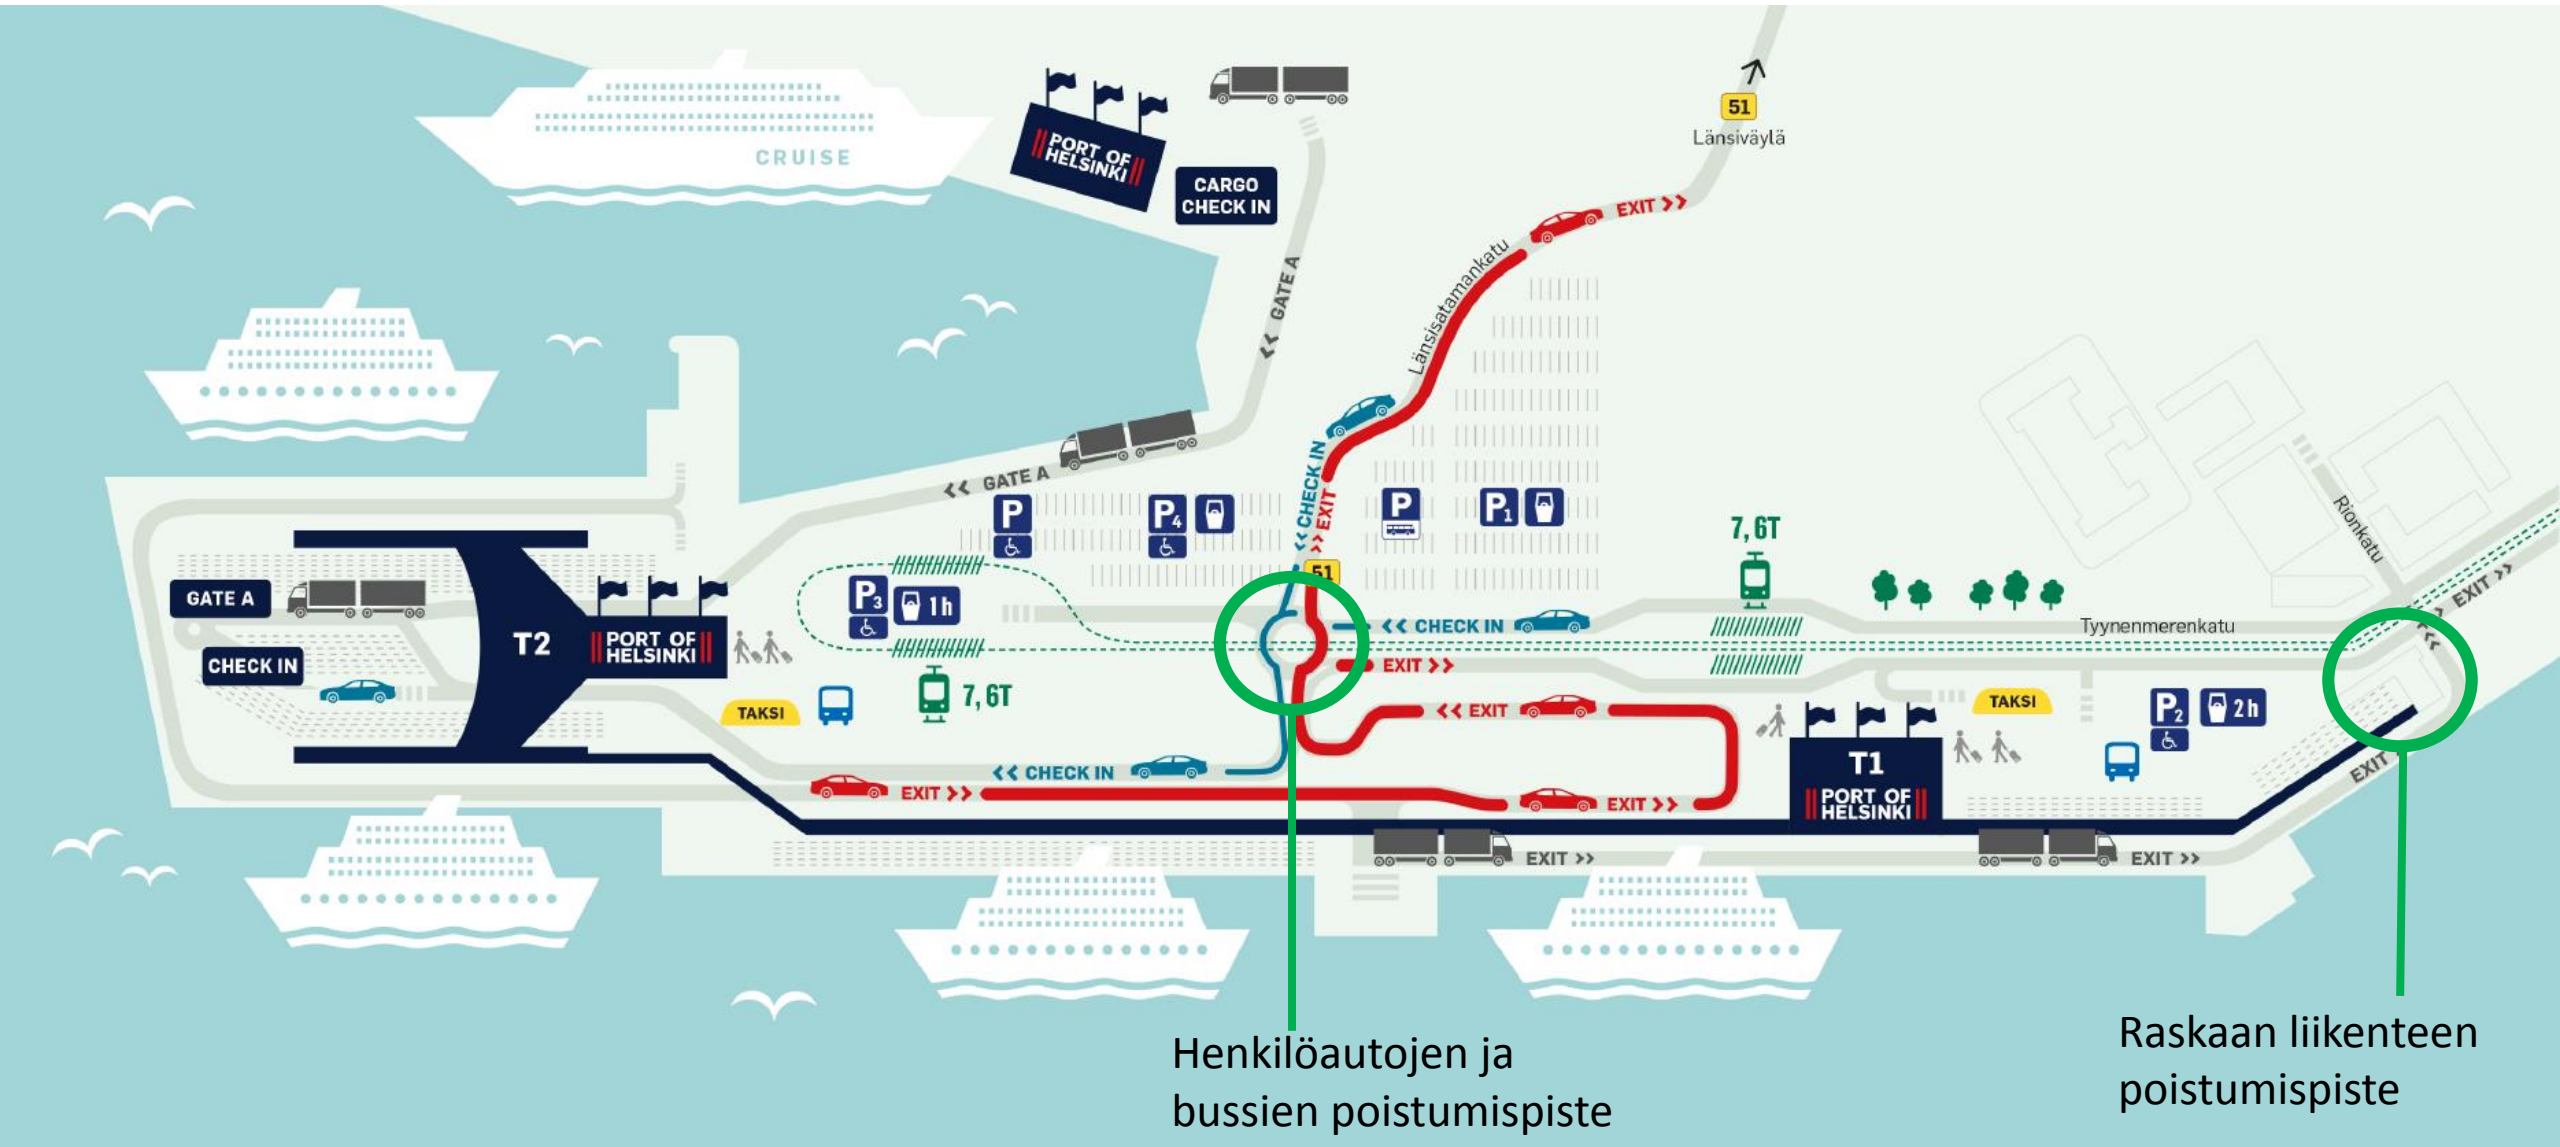 CRUISE
PORT OF
HELSINKI
CARGO
CHECK IN
51
Länsiväylä
EXIT >>
Länsisatamankatu
<< GATE A
<< GATE A
<< CHECK IN
>> EXIT
P
P4
P
P1
51
7, 6T
Rionkatu
EXIT >>
GATE A
T2
PORT OF
HELSINKI
P3
1h
<< CHECK IN
Tyynenmerenkatu
CHECK IN
EXIT >>
7, 6T
TAKSI
<< EXIT
TAKSI
P2
2h
<< CHECK IN
EXIT >>
EXIT >>
T1
PORT OF
HELSINKI
EXIT
EXIT >>
EXIT >>
Henkilöautojen ja
bussien poistumispiste
Raskaan liikenteen
poistumispiste